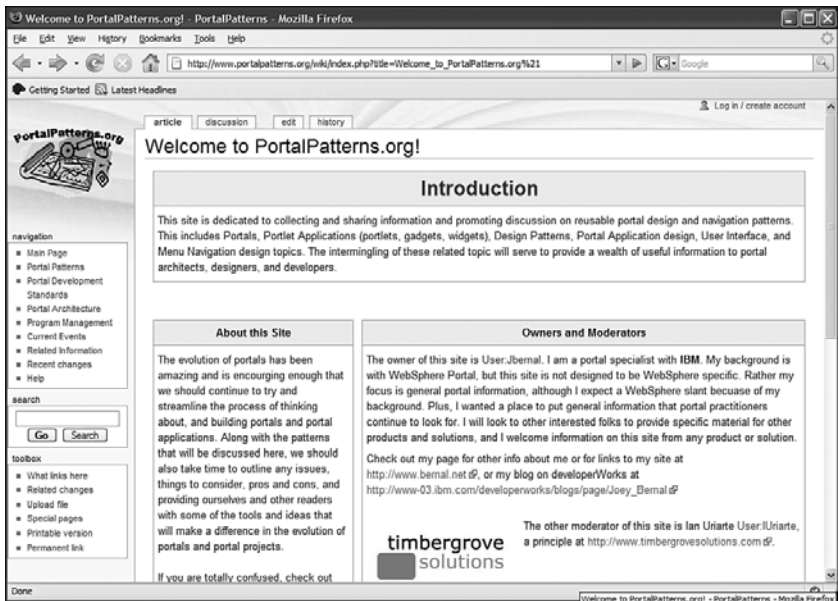 Welcome to PortalPatterns.org! - PortalPatterns - Mozilla Firefox
File Edit View History Bookmarks Tools Help
http://www.portalpatterns.org/wiki/index.php?title=Welcome_to_PortalPatterns.org%21
G Google
Getting Started Latest Headlines
Log in / create account
article discussion edit history
PortalPatterns.org
Welcome to PortalPatterns.org!
Introduction
This site is dedicated to collecting and sharing information and promoting discussion on reusable portal design and navigation patterns.
This includes Portals, Portlet Applications (portlets, gadgets, widgets), Design Patterns, Portal Application design, User Interface, and
Menu Navigation design topics. The intermingling of these related topic will serve to provide a wealth of useful information to portal
architects, designers, and developers.
navigation
Main Page
Portal Patterns
Portal Development
Standards
Portal Architecture
Program Management
Current Events
Related Information
Recent changes
Help
search
Go Search
toolbox
What links here
Related changes
Upload file
Special pages
Printable version
Permanent link
About this Site
The evolution of portals has been
amazing and is encourging enough that
we should continue to try and
streamline the process of thinking
about, and building portals and portal
applications. Along with the patterns
that will be discussed here, we should
also take time to outline any issues,
things to consider, pros and cons, and
providing ourselves and other readers
with some of the tools and ideas that
will make a difference in the evolution of
portals and portal projects.
If you are totally confused, check out
Owners and Moderators
The owner of this site is User:Jbernal. I am a portal specialist with IBM. My background is
with WebSphere Portal, but this site is not designed to be WebSphere specific. Rather my
focus is general portal information, although I expect a WebSphere slant becuase of my
background. Plus, I wanted a place to put general information that portal practitioners
continue to look for. I will look to other interested folks to provide specific material for other
products and solutions, and I welcome information on this site from any product or solution.
Check out my page for other info about me or for links to my site at
http://www.bernal.net, or my blog on developerWorks at
http://www-03.ibm.com/developerworks/blogs/page/Joey_Bernal
timbergrove
solutions
The other moderator of this site is Ian Uriarte User:IUriarte,
a principle at http://www.timbergrovesolutions.com.
Done
Welcome to PortalPatterns.org! - PortalPatterns - Mozilla Firefox